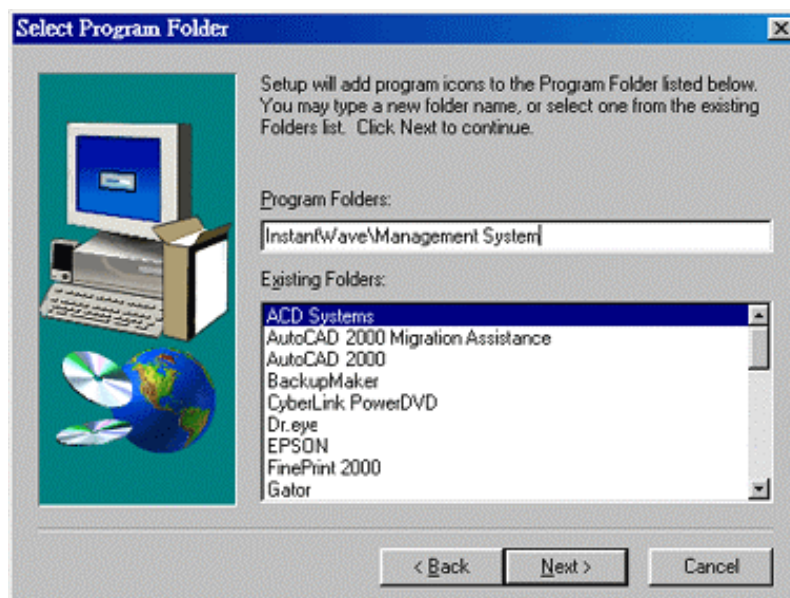 Select Program Folder
Setup will add program icons to the Program Folder listed below.
You may type a new folder name, or select one from the existing
Folders list. Click Next to continue.
Program Folders:
InstantWave\Management System
Existing Folders:
ACD Systems
AutoCAD 2000 Migration Assistance
AutoCAD 2000
BackupMaker
CyberLink PowerDVD
Dr.eye
EPSON
FinePrint 2000
Gator
< Back
Next >
Cancel